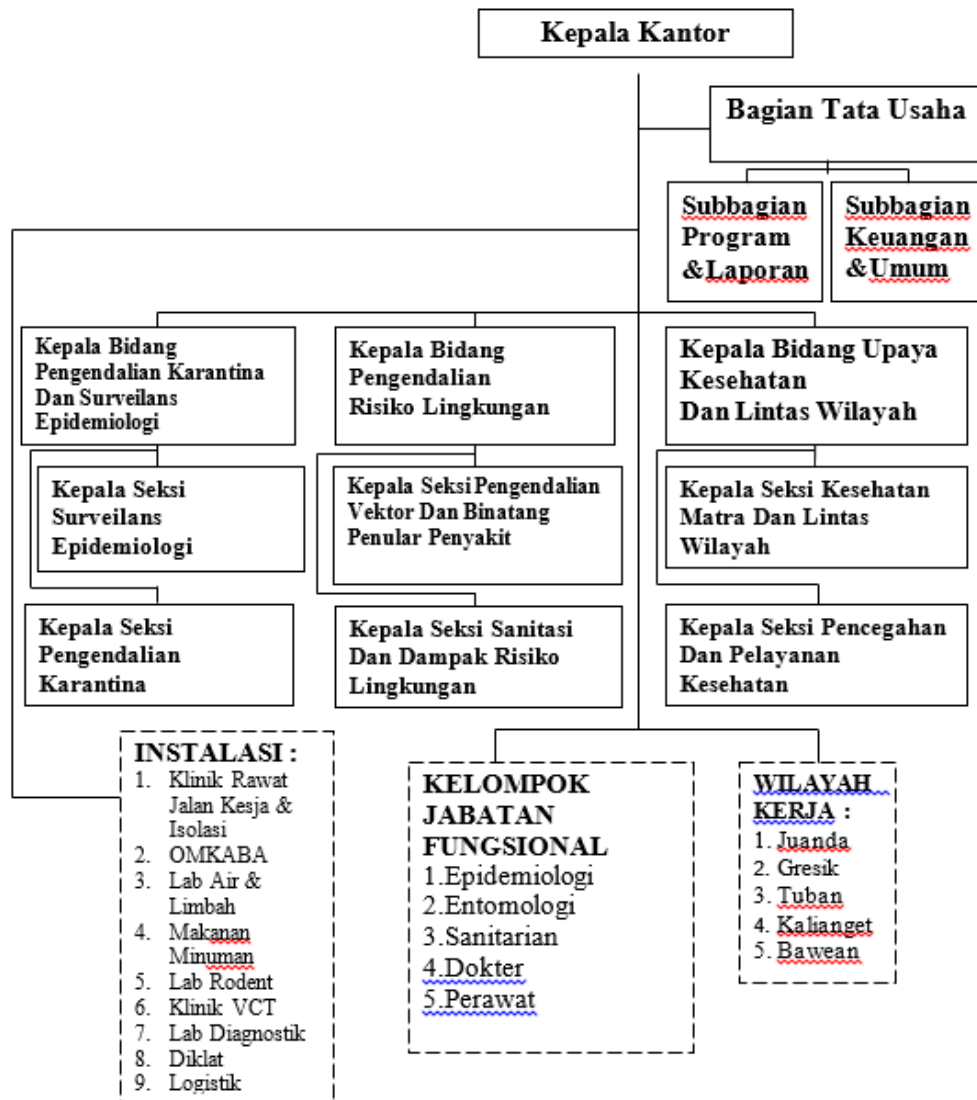 Kepala Kantor
Bagian Tata Usaha
Subbagian
Program
&Laporan
Subbagian
Keuangan
&Umum
Kepala Bidang
Pengendalian Karantina
Dan Surveilans
Epidemiologi
Kepala Bidang
Pengendalian
Risiko Lingkungan
Kepala Bidang Upaya
Kesehatan
Dan Lintas Wilayah
Kepala Seksi
Surveilans
Epidemiologi
Kepala Seksi Pengendalian
Vektor Dan Binatang
Penular Penyakit
Kepala Seksi Kesehatan
Matra Dan Lintas
Wilayah
Kepala Seksi
Pengendalian
Karantina
Kepala Seksi Sanitasi
Dan Dampak Risiko
Lingkungan
Kepala Seksi Pencegahan
Dan Pelayanan
Kesehatan
INSTALASI :
1. Klinik Rawat
Jalan Kesja &
Isolasi
2. OMKABA
3. Lab Air &
Limbah
4. Makanan
Minuman
5. Lab Rodent
6. Klinik VCT
7. Lab Diagnostik
8. Diklat
9. Logistik
KELOMPOK
JABATAN
FUNGSIONAL
1.Epidemiologi
2.Entomologi
3.Sanitarian
4.Dokter
5.Perawat
WILAYAH
KERJA :
1. Juanda
2. Gresik
3. Tuban
4. Kalianget
5. Bawean